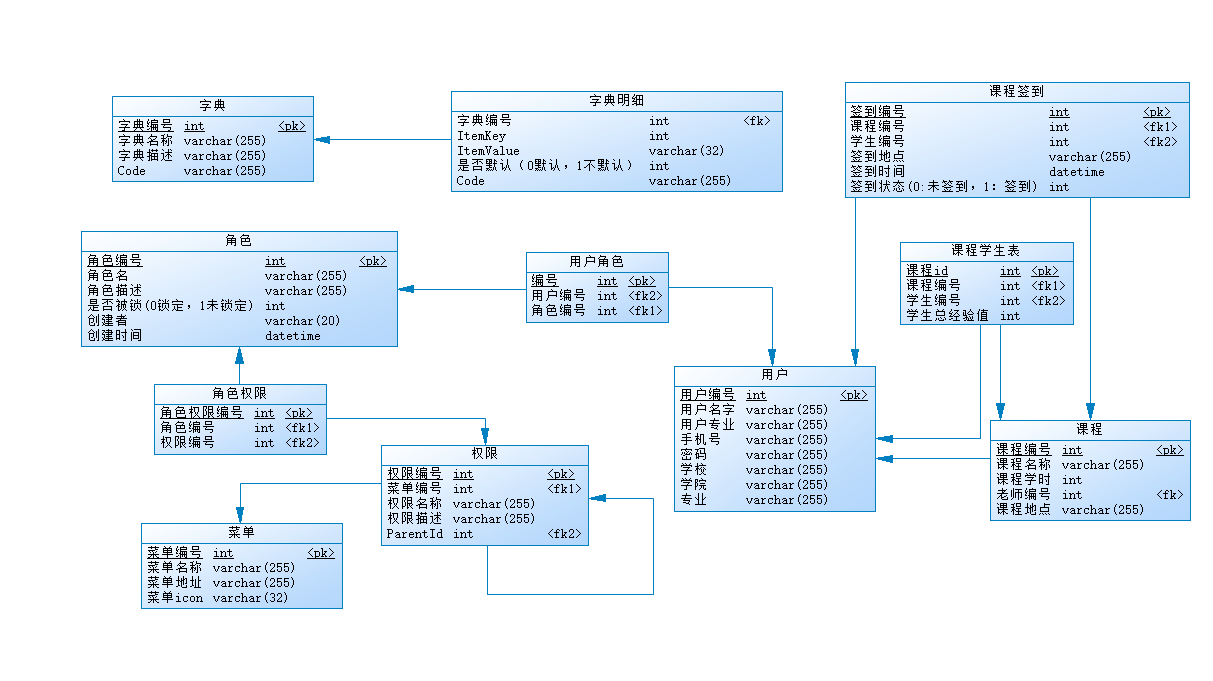 字典
字典编号 int <pk>
字典名称 varchar(255)
字典描述 varchar(255)
Code varchar(255)
字典明细
字典编号 int <fk>
ItemKey int
ItemValue varchar(32)
是否默认（0默认，1不默认） int
Code varchar(255)
课程签到
签到编号 int <pk>
课程编号 int <fk1>
学生编号 int <fk2>
签到地点 varchar(255)
签到时间 datetime
签到状态(0:未签到，1：签到) int
角色
角色编号 int <pk>
角色名 varchar(255)
角色描述 varchar(255)
是否被锁(0锁定，1未锁定) int
创建者 varchar(20)
创建时间 datetime
用户角色
编号 int <pk>
用户编号 int <fk2>
角色编号 int <fk1>
课程学生表
课程id int <pk>
课程编号 int <fk1>
学生编号 int <fk2>
学生总经验值 int
角色权限
角色权限编号 int <pk>
角色编号 int <fk1>
权限编号 int <fk2>
用户
用户编号 int <pk>
用户名字 varchar(255)
用户专业 varchar(255)
手机号 varchar(255)
密码 varchar(255)
学校 varchar(255)
学院 varchar(255)
专业 varchar(255)
课程
课程编号 int <pk>
课程名称 varchar(255)
课程学时 int
老师编号 int <fk>
课程地点 varchar(255)
权限
权限编号 int <pk>
菜单编号 int <fk1>
权限名称 varchar(255)
权限描述 varchar(255)
ParentId int <fk2>
菜单
菜单编号 int <pk>
菜单名称 varchar(255)
菜单地址 varchar(255)
菜单icon varchar(32)